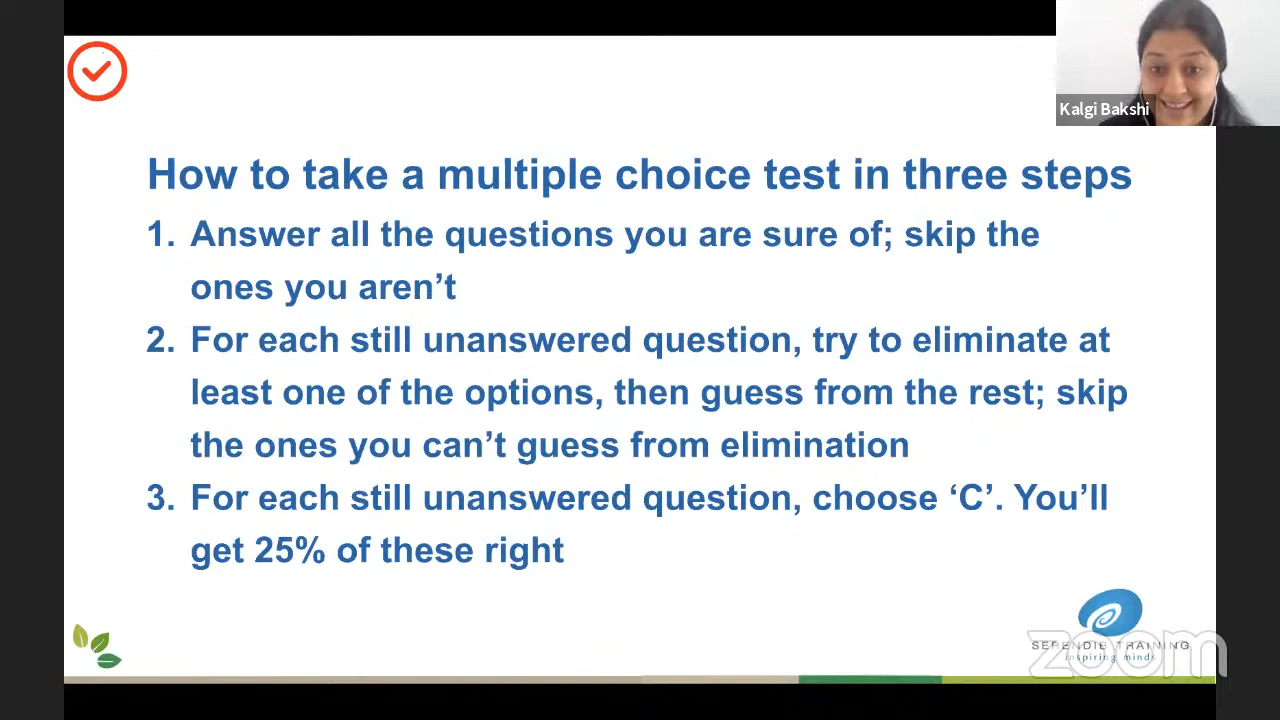 Kalgi Bakshi
How to take a multiple choice test in three steps
1. Answer all the questions you are sure of; skip the
ones you aren’t
2. For each still unanswered question, try to eliminate at
least one of the options, then guess from the rest; skip
the ones you can’t guess from elimination
3. For each still unanswered question, choose ‘C’. You’ll
get 25% of these right
SERENDIB TRAINING
inspiring minds
zoom